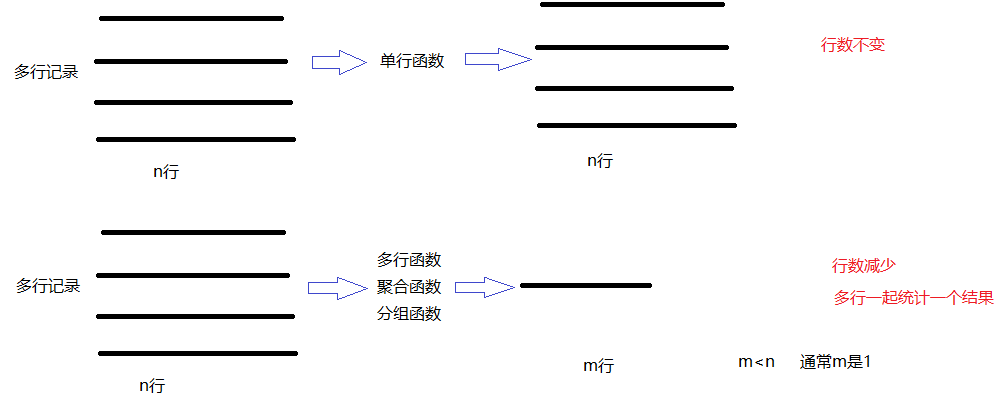 行数不变
多行记录
单行函数
n行
n行
多行记录
多行函数
聚合函数
分组函数
行数减少
多行一起统计一个结果
n行
m行
m<n 通常m是1